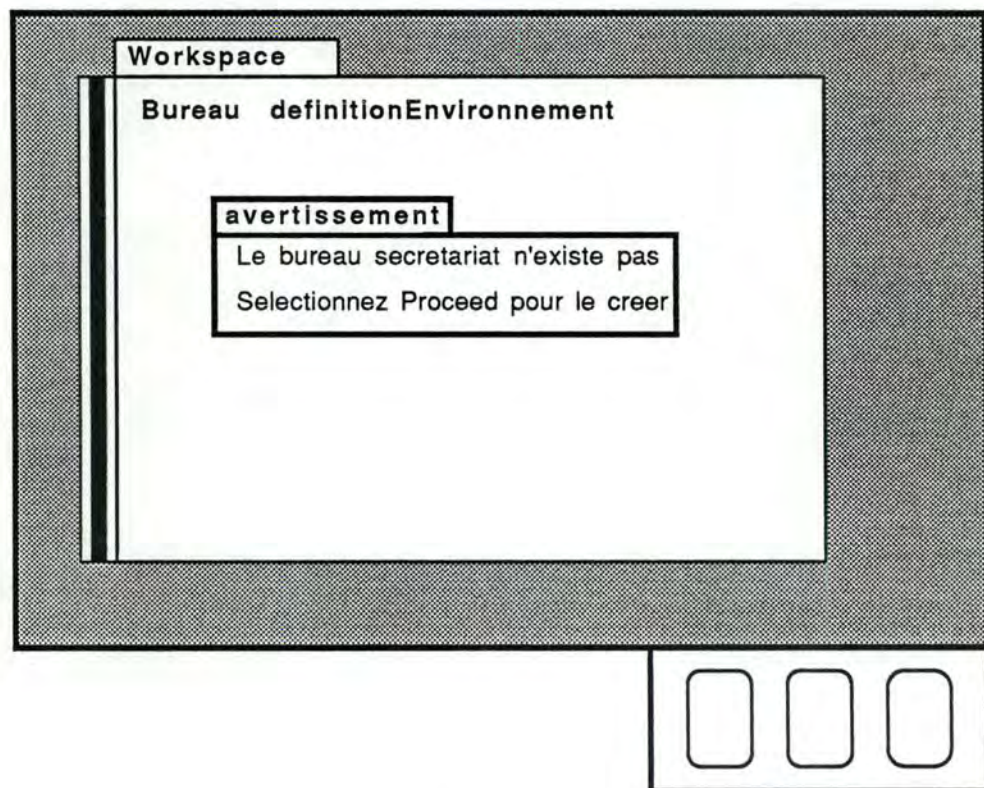 Workspace
Bureau definitionEnvironnement
avertissement
Le bureau secretariat n'existe pas
Selectionnez Proceed pour le creer